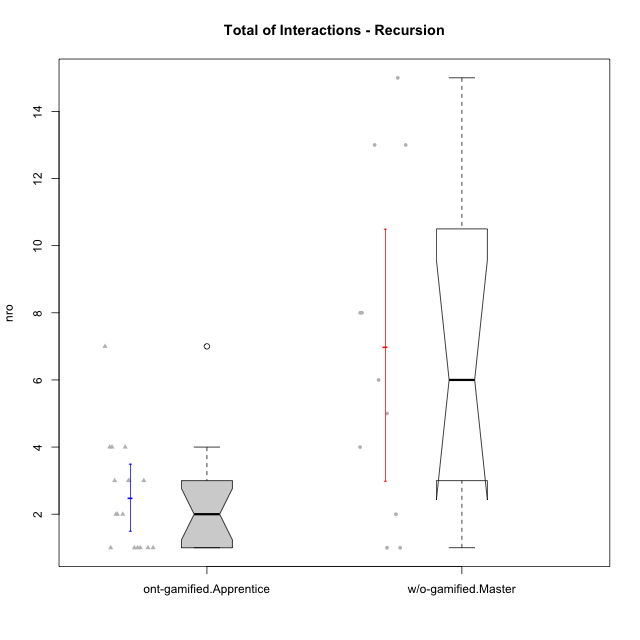 Total of Interactions - Recursion
14
12
10
8
6
4
2
nro
ont-gamified.Apprentice
w/o-gamified.Master